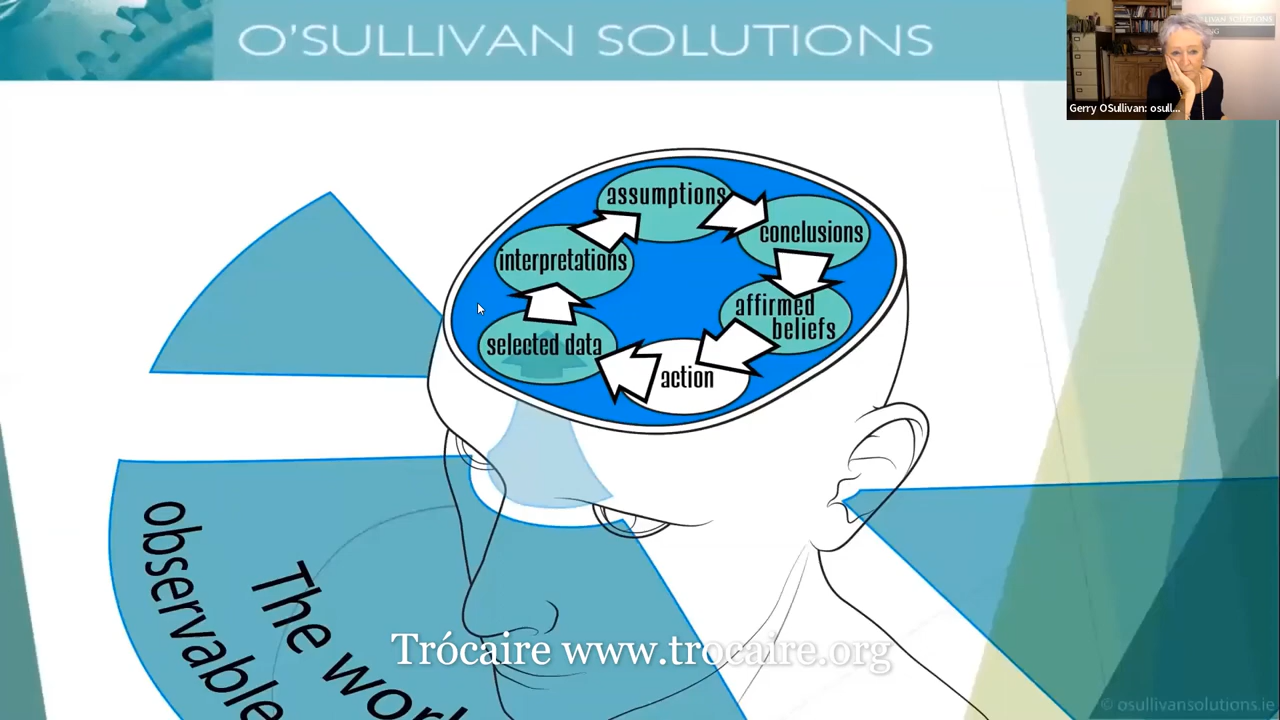 O'SULLIVAN SOLUTIONS
Gerry OSullivan: osull...
assumptions
conclusions
interpretations
affirmed
beliefs
selected data
action
The
observable
Trócaire www.trocaire.org
© osullivansolutions.ie